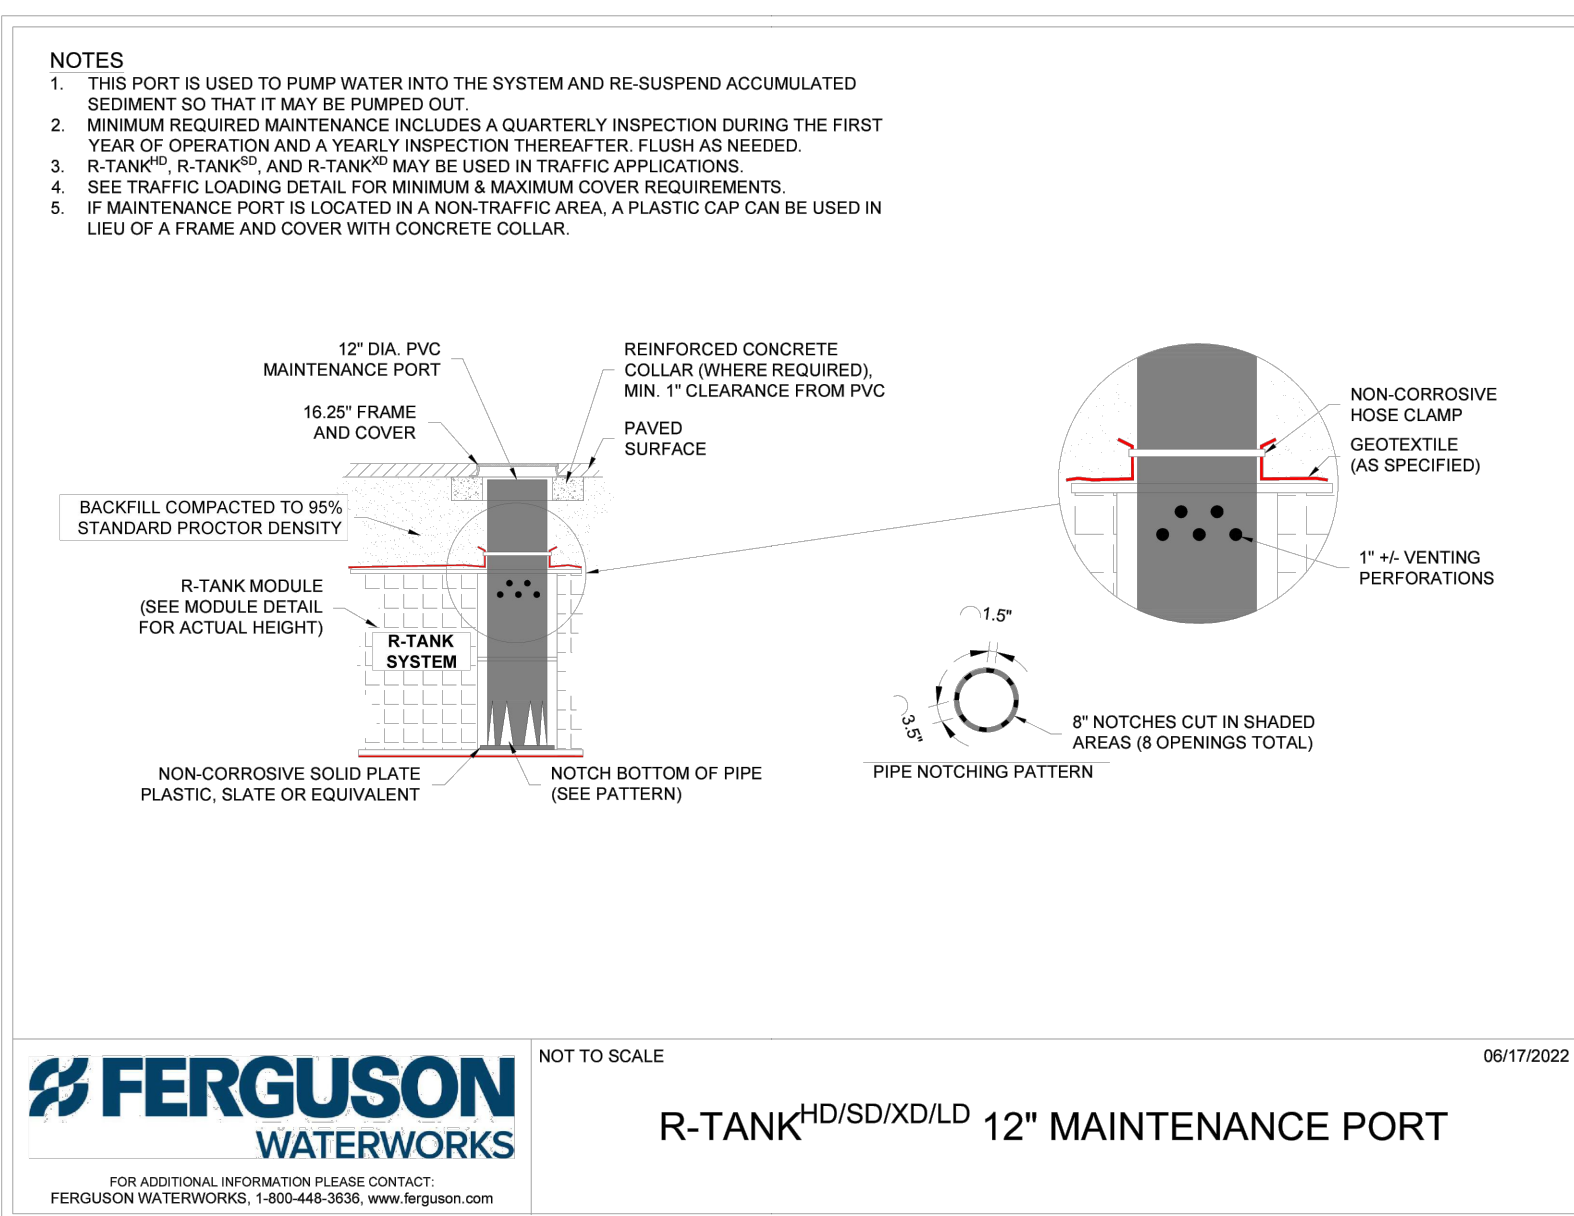 NOTES
1. THIS PORT IS USED TO PUMP WATER INTO THE SYSTEM AND RE-SUSPEND ACCUMULATED
SEDIMENT SO THAT IT MAY BE PUMPED OUT.
2. MINIMUM REQUIRED MAINTENANCE INCLUDES A QUARTERLY INSPECTION DURING THE FIRST
YEAR OF OPERATION AND A YEARLY INSPECTION THEREAFTER. FLUSH AS NEEDED.
3. R-TANKHD, R-TANKSD, AND R-TANKXD MAY BE USED IN TRAFFIC APPLICATIONS.
4. SEE TRAFFIC LOADING DETAIL FOR MINIMUM & MAXIMUM COVER REQUIREMENTS.
5. IF MAINTENANCE PORT IS LOCATED IN A NON-TRAFFIC AREA, A PLASTIC CAP CAN BE USED IN
LIEU OF A FRAME AND COVER WITH CONCRETE COLLAR.
12" DIA. PVC
MAINTENANCE PORT
16.25" FRAME
AND COVER
REINFORCED CONCRETE
COLLAR (WHERE REQUIRED),
MIN. 1" CLEARANCE FROM PVC
PAVED
SURFACE
BACKFILL COMPACTED TO 95%
STANDARD PROCTOR DENSITY
R-TANK MODULE
(SEE MODULE DETAIL
FOR ACTUAL HEIGHT)
R-TANK
SYSTEM
NON-CORROSIVE SOLID PLATE
PLASTIC, SLATE OR EQUIVALENT
NOTCH BOTTOM OF PIPE
(SEE PATTERN)
NON-CORROSIVE
HOSE CLAMP
GEOTEXTILE
(AS SPECIFIED)
1" +/- VENTING
PERFORATIONS
1.5"
3.5"
8" NOTCHES CUT IN SHADED
AREAS (8 OPENINGS TOTAL)
PIPE NOTCHING PATTERN
FERGUSON
WATERWORKS
FOR ADDITIONAL INFORMATION PLEASE CONTACT:
FERGUSON WATERWORKS, 1-800-448-3636, www.ferguson.com
NOT TO SCALE
06/17/2022
R-TANKHD/SD/XD/LD 12" MAINTENANCE PORT